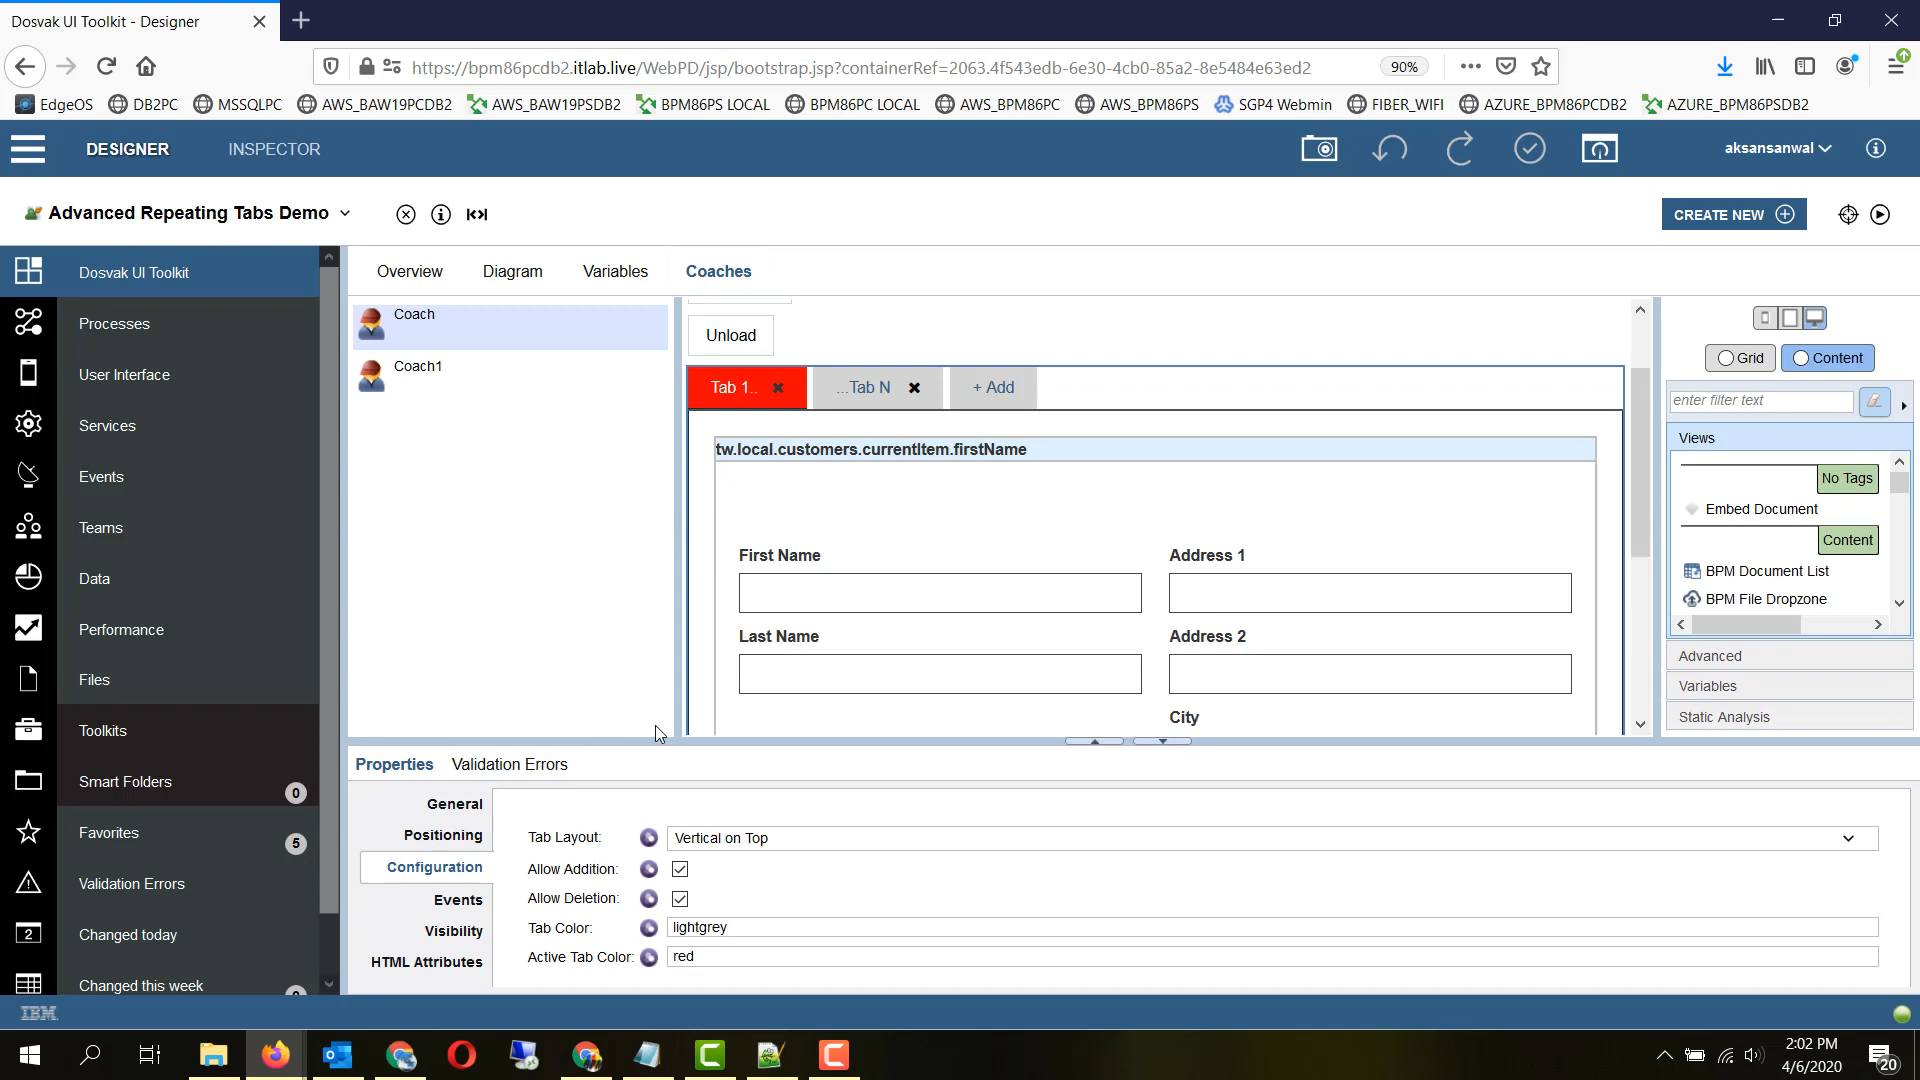 Dosvak UI Toolkit - Designer
https://bpm86pcdb2.itlab.live/WebPD/jsp/bootstrap.jsp?containerRef=2063.4f543edb-6e30-4cb0-85a2-8e5484e63ed2
90%
EdgeOS DB2PC MSSQLPC AWS_BAW19PCDB2 AWS_BAW19PSDB2 BPM86PS LOCAL BPM86PC LOCAL AWS_BPM86PC AWS_BPM86PS SGP4 Webmin FIBER_WIFI AZURE_BPM86PCDB2 AZURE_BPM86PSDB2
DESIGNER INSPECTOR aksansanwal
Advanced Repeating Tabs Demo
CREATE NEW
Dosvak UI Toolkit
Processes
User Interface
Services
Events
Teams
Data
Performance
Files
Toolkits
Smart Folders 0
Favorites 5
Validation Errors
2 Changed today
Changed this week
Overview Diagram Variables Coaches
Coach
Coach1
Unload
Tab 1.. ...Tab N + Add
tw.local.customers.currentItem.firstName
First Name Address 1
Last Name Address 2
City
Grid Content
enter filter text
Views
No Tags
Embed Document
Content
BPM Document List
BPM File Dropzone
Advanced
Variables
Static Analysis
Properties Validation Errors
General
Positioning
Configuration
Events
Visibility
HTML Attributes
Tab Layout: Vertical on Top
Allow Addition:
Allow Deletion:
Tab Color: lightgrey
Active Tab Color: red
IBM.
2:02 PM
4/6/2020
20